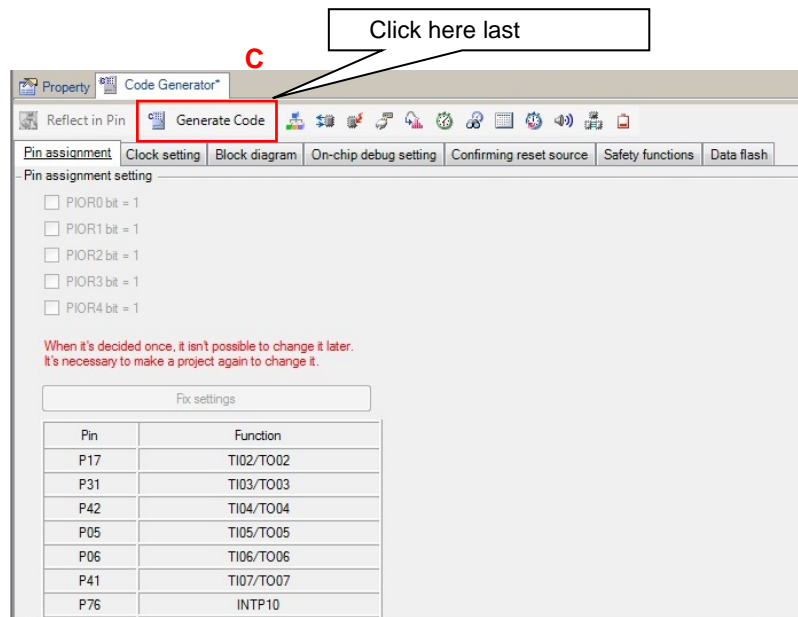 Click here last
C
Property Code Generator*
Reflect in Pin Generate Code
Pin assignment Clock setting Block diagram On-chip debug setting Confirming reset source Safety functions Data flash
Pin assignment setting
PIOR0 bit = 1
PIOR1 bit = 1
PIOR2 bit = 1
PIOR3 bit = 1
PIOR4 bit = 1
When it's decided once, it isn't possible to change it later.
It's necessary to make a project again to change it.
Fix settings
Pin Function
P17 TI02/TO02
P31 TI03/TO03
P42 TI04/TO04
P05 TI05/TO05
P06 TI06/TO06
P41 TI07/TO07
P76 INTP10